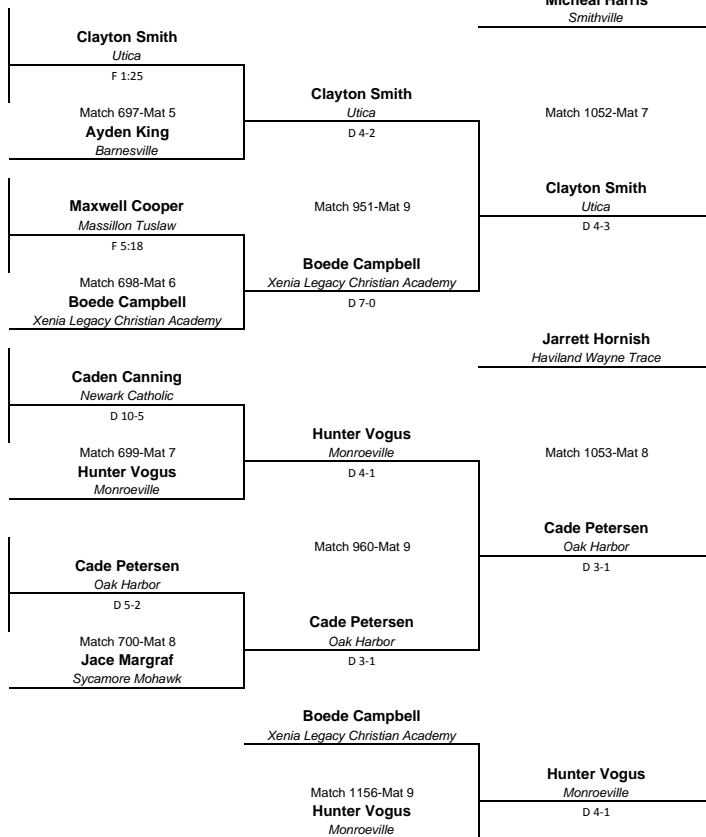 Micheal Harris
Smithville
Clayton Smith
Utica
F 1:25
Match 697-Mat 5
Ayden King
Barnesville
Clayton Smith
Utica
D 4-2
Match 1052-Mat 7
Maxwell Cooper
Massillon Tuslaw
F 5:18
Match 698-Mat 6
Boede Campbell
Xenia Legacy Christian Academy
Match 951-Mat 9
Boede Campbell
Xenia Legacy Christian Academy
D 7-0
Clayton Smith
Utica
D 4-3
Jarrett Hornish
Haviland Wayne Trace
Caden Canning
Newark Catholic
D 10-5
Match 699-Mat 7
Hunter Vogus
Monroeville
Hunter Vogus
Monroeville
D 4-1
Match 1053-Mat 8
Match 960-Mat 9
Cade Petersen
Oak Harbor
D 3-1
Cade Petersen
Oak Harbor
D 5-2
Match 700-Mat 8
Jace Margraf
Sycamore Mohawk
Cade Petersen
Oak Harbor
D 3-1
Boede Campbell
Xenia Legacy Christian Academy
Match 1156-Mat 9
Hunter Vogus
Monroeville
Hunter Vogus
Monroeville
D 4-1